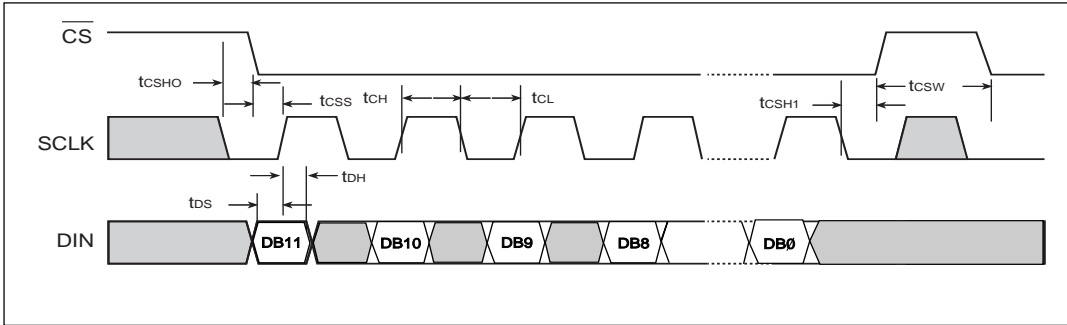 CS
tCSHO
tCSS
tCH
tCL
tCSH1
tCSW
SCLK
tDH
tDS
DIN
DB11
DB10
DB9
DB8
DBØ